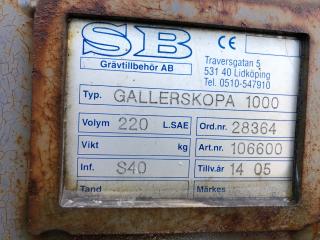 SB CE
Grävtillbehör AB
Traversgatan 5
531 40 Lidköping
Tel. 0510-547910
Typ. GALLERSKOPA 1000
Volym 220 L.SAE Ord.nr. 28364
Vikt kg Art.nr. 106600
Inf. S40 Tillv.år 14 05
Tand Märkes